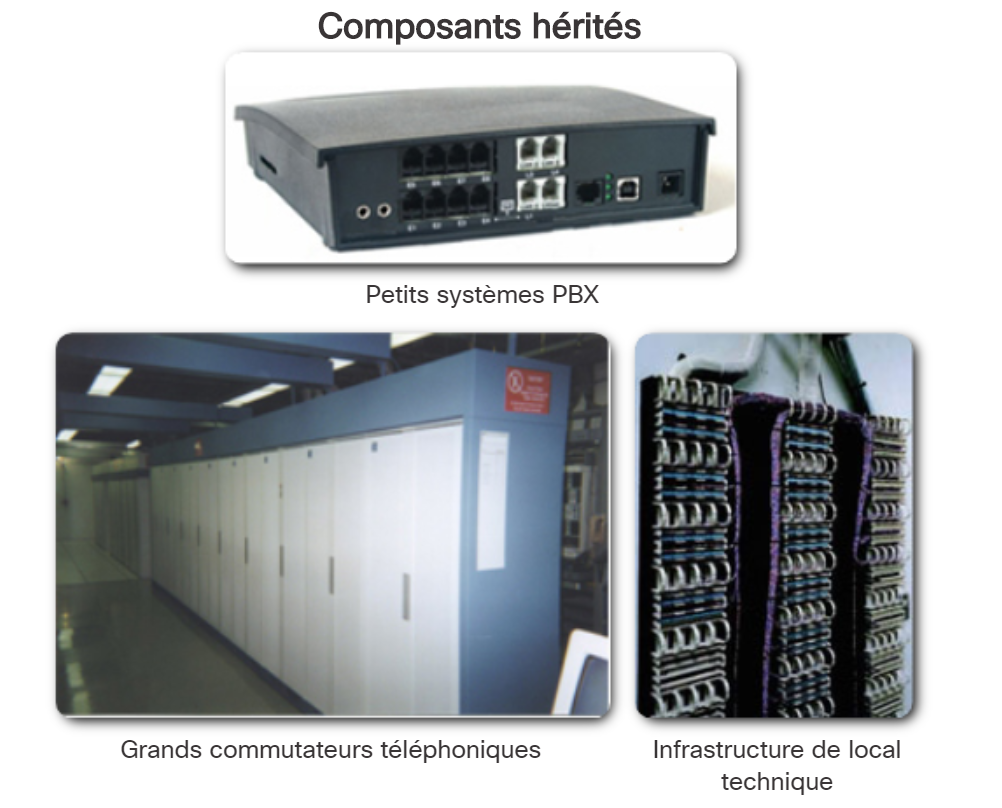 Composants hérités
Petits systèmes PBX
Grands commutateurs téléphoniques
Infrastructure de local
technique